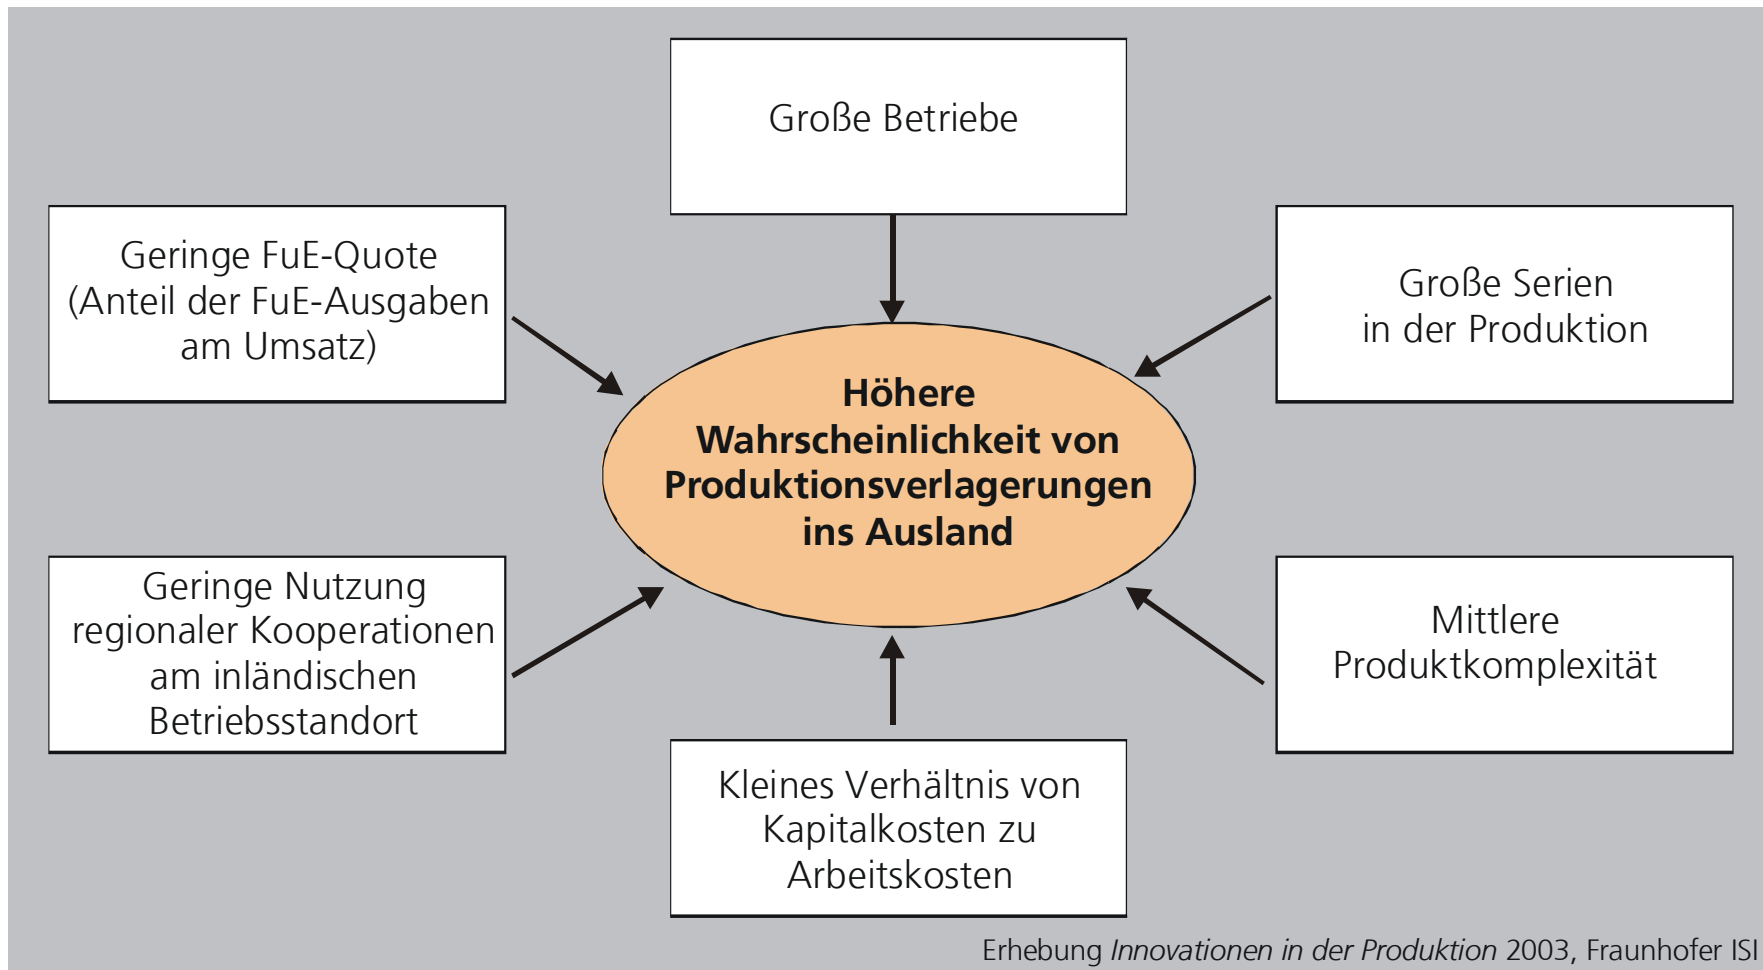 Große Betriebe
Geringe FuE-Quote
(Anteil der FuE-Ausgaben
am Umsatz)
Große Serien
in der Produktion
Höhere
Wahrscheinlichkeit von
Produktionsverlagerungen
ins Ausland
Geringe Nutzung
regionaler Kooperationen
am inländischen
Betriebsstandort
Mittlere
Produktkomplexität
Kleines Verhältnis von
Kapitalkosten zu
Arbeitskosten
Erhebung Innovationen in der Produktion 2003, Fraunhofer ISI